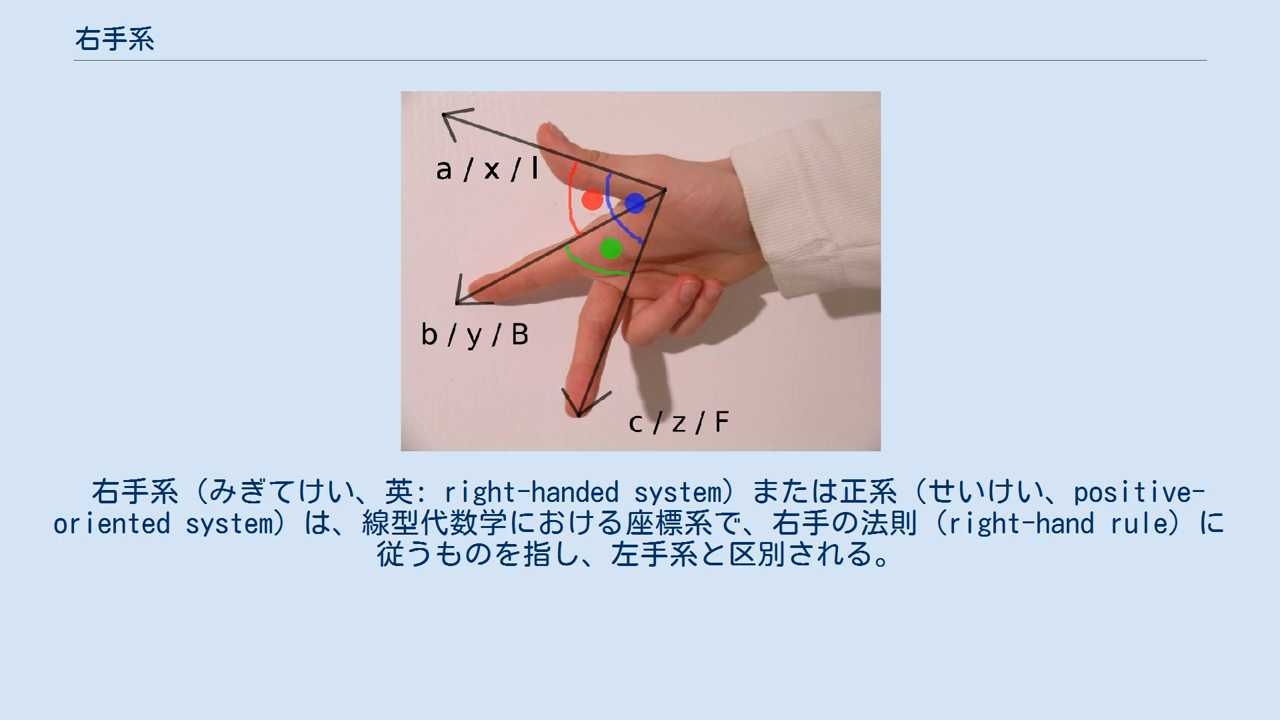 右手系
a / x / I
b / y / B
c / z / F
右手系（みぎてけい、英: right-handed system）または正系（せいけい、positive-
oriented system）は、線型代数学における座標系で、右手の法則（right-hand rule）に
従うものを指し、左手系と区別される。